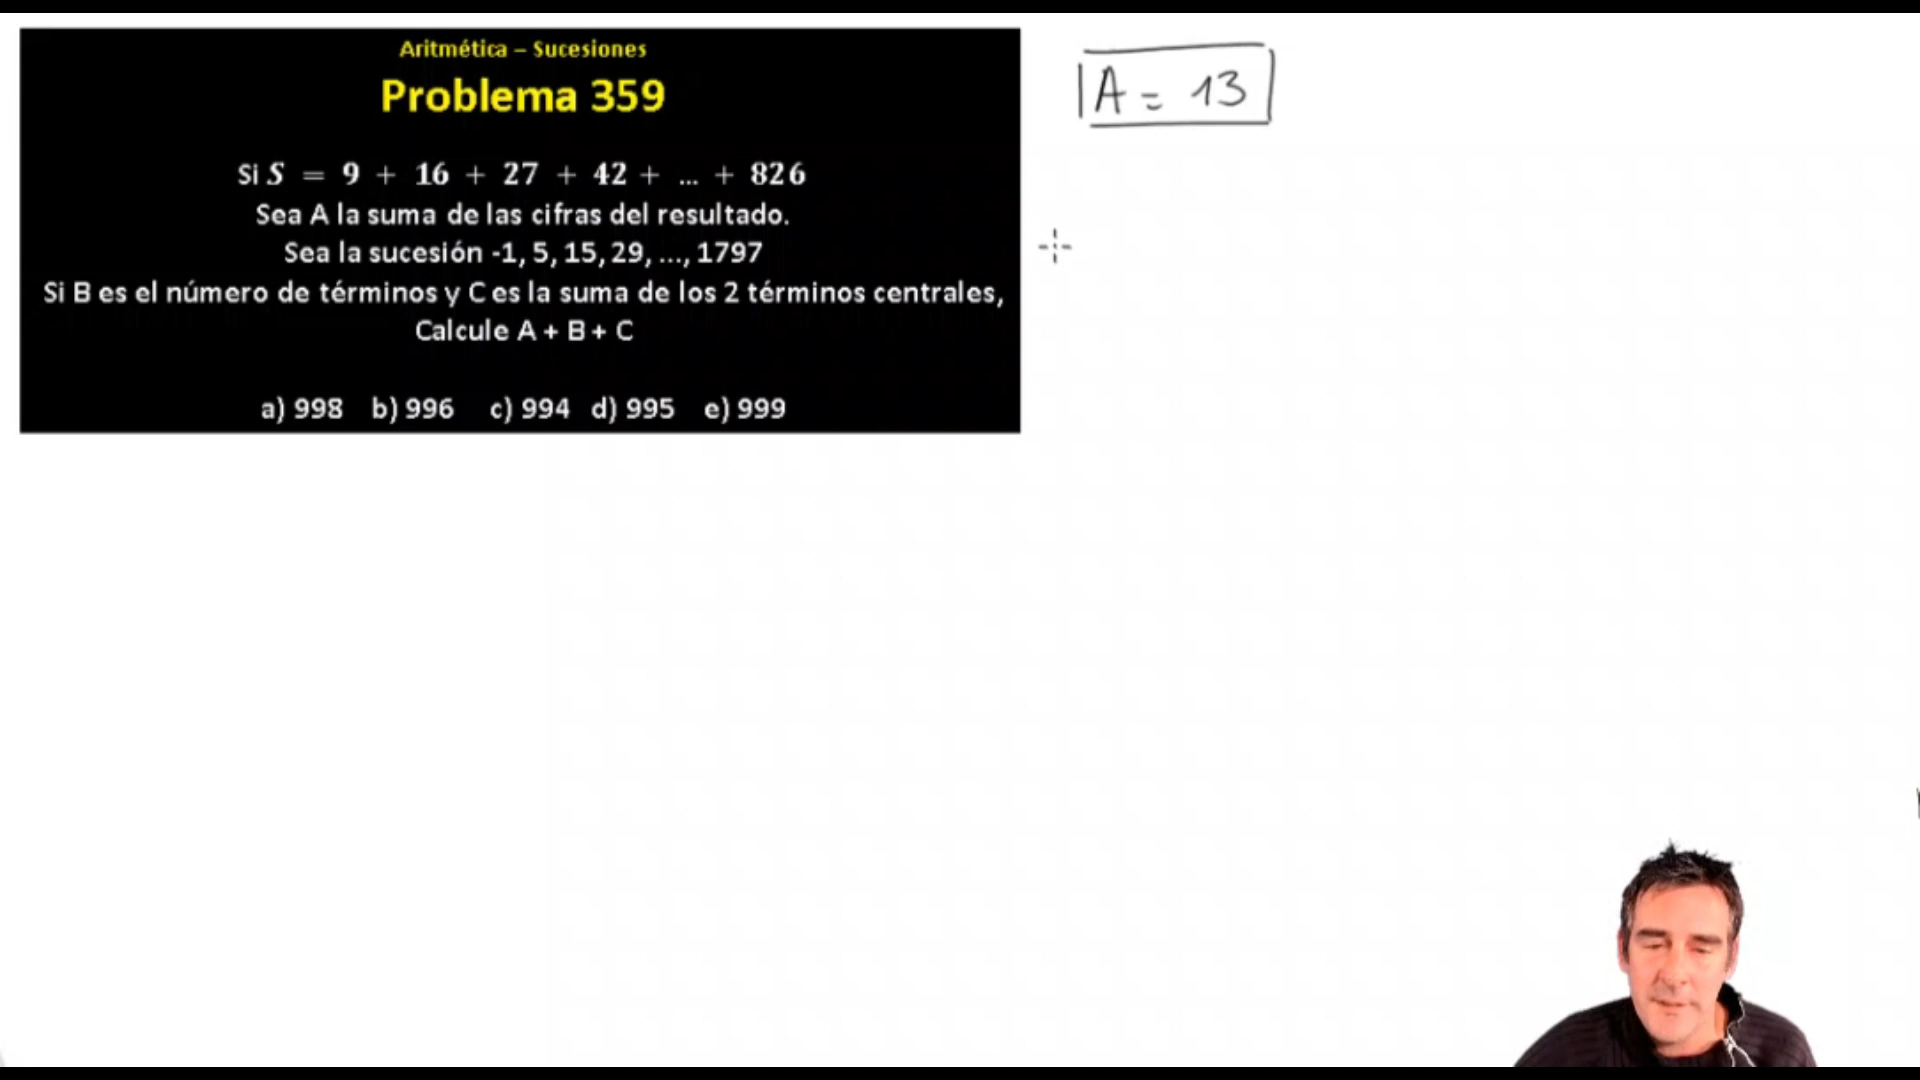 Aritmética – Sucesiones
Problema 359
Si S = 9 + 16 + 27 + 42 + ... + 826
Sea A la suma de las cifras del resultado.
Sea la sucesión -1, 5, 15, 29, ..., 1797
Si B es el número de términos y C es la suma de los 2 términos centrales,
Calcule A + B + C
a) 998 b) 996 c) 994 d) 995 e) 999
A = 13